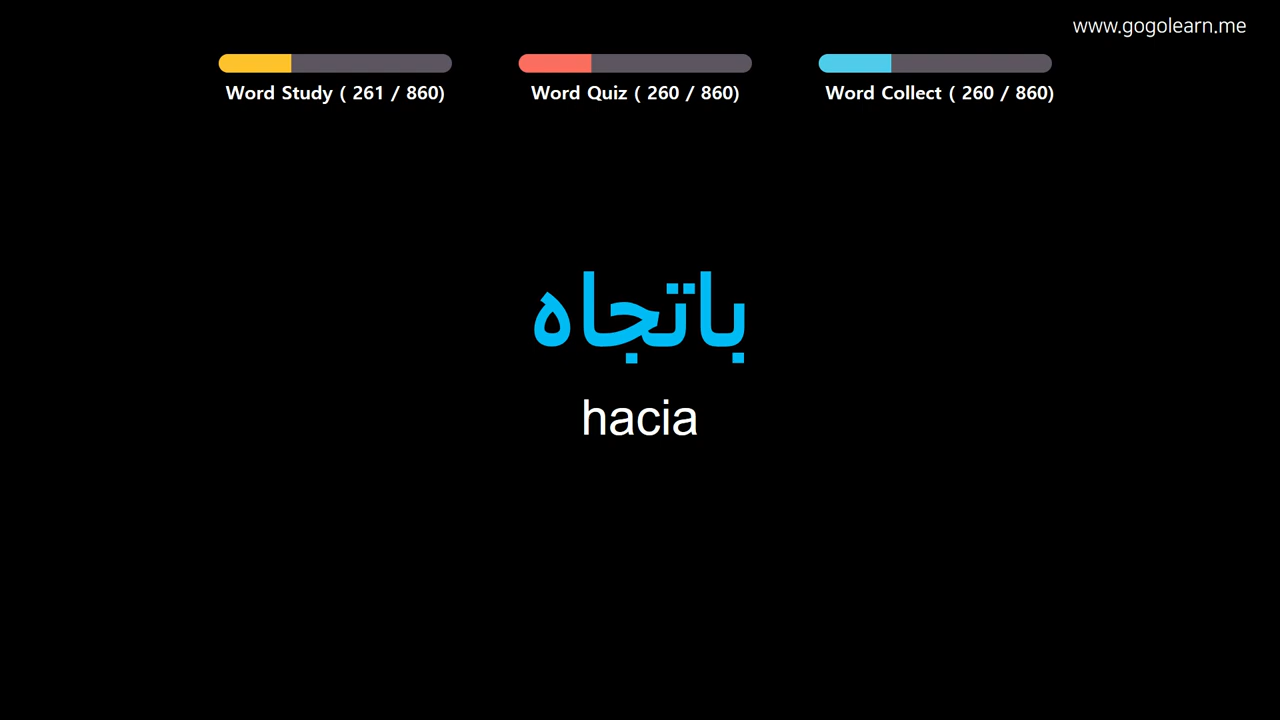 www.gogolearn.me
Word Study ( 261 / 860)
Word Quiz ( 260 / 860)
Word Collect ( 260 / 860)
باتجاه
hacia